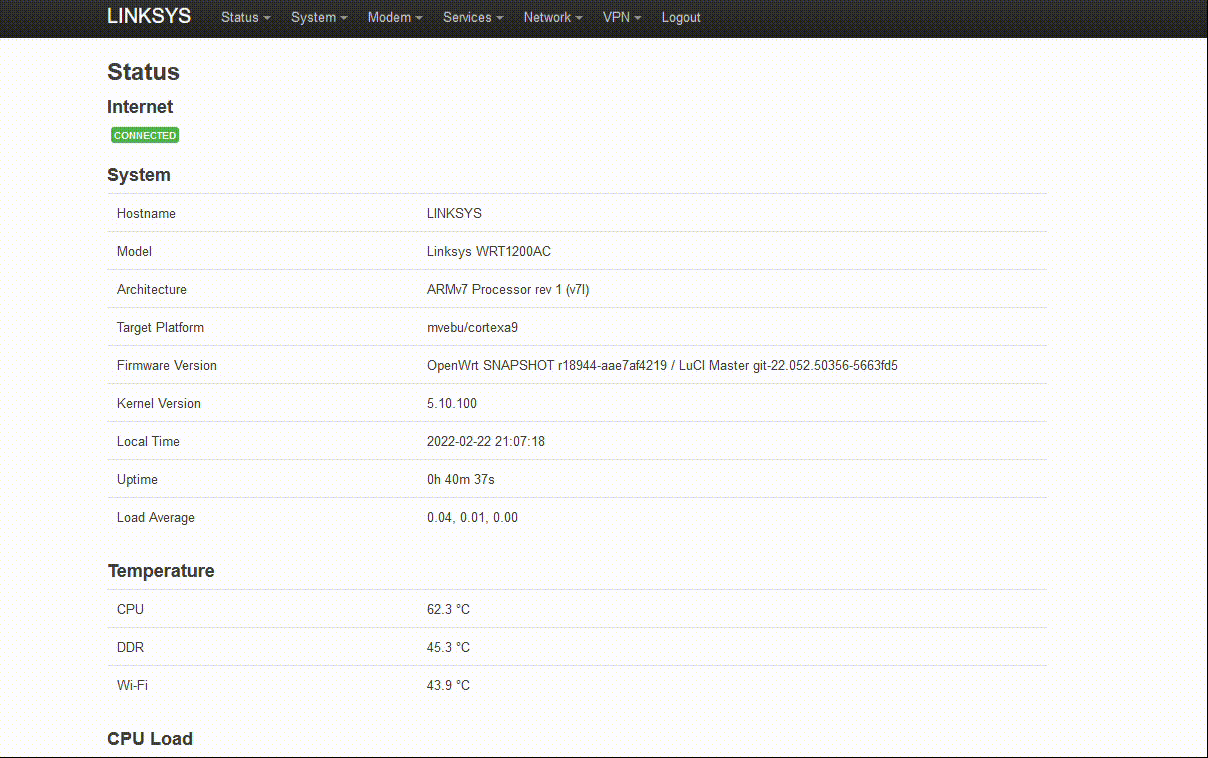 LINKSYS Status System Modem Services Network VPN Logout
Status
Internet
CONNECTED
System
Hostname LINKSYS
Model Linksys WRT1200AC
Architecture ARMv7 Processor rev 1 (v7l)
Target Platform mvebu/cortexa9
Firmware Version OpenWrt SNAPSHOT r18944-aae7af4219 / LuCI Master git-22.052.50356-5663fd5
Kernel Version 5.10.100
Local Time 2022-02-22 21:07:18
Uptime 0h 40m 37s
Load Average 0.04, 0.01, 0.00
Temperature
CPU 62.3 °C
DDR 45.3 °C
Wi-Fi 43.9 °C
CPU Load